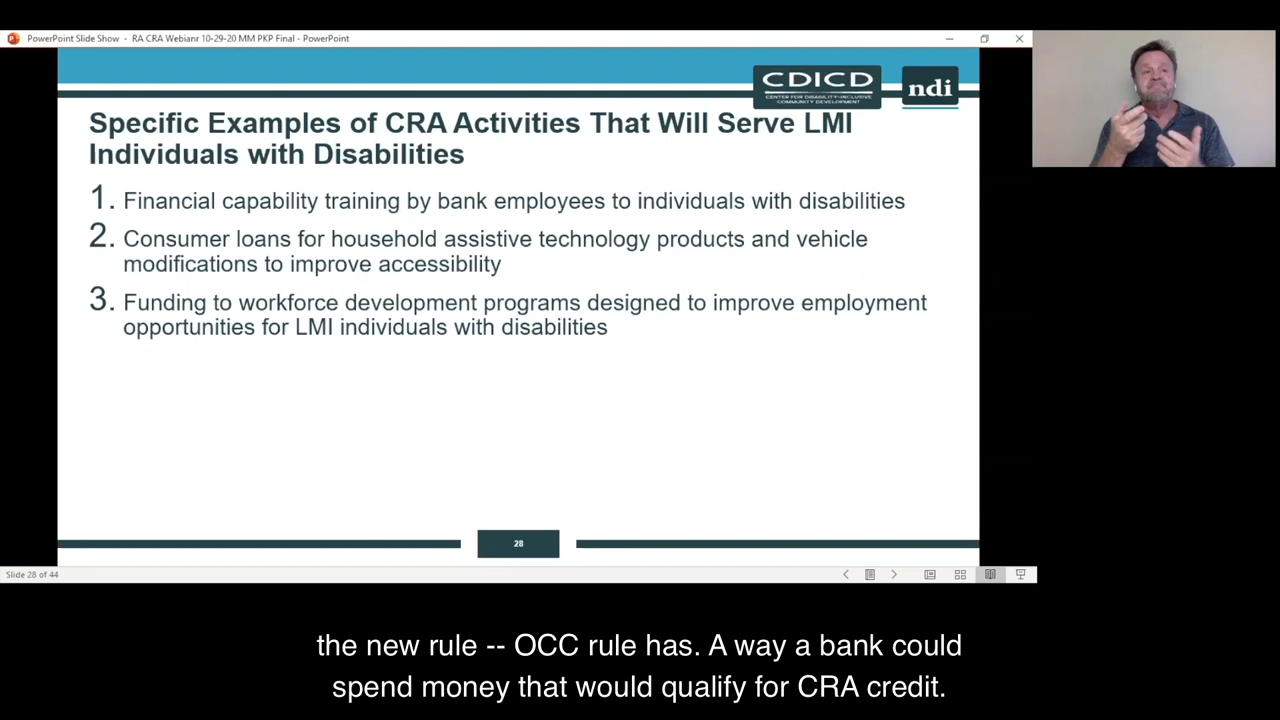 PowerPoint Slide Show - RA CRA Webianr 10-29-20 MM PKP Final - PowerPoint
CDICD
CENTER FOR DISABILITY-INCLUSIVE
COMMUNITY DEVELOPMENT
ndi
Specific Examples of CRA Activities That Will Serve LMI
Individuals with Disabilities
1. Financial capability training by bank employees to individuals with disabilities
2. Consumer loans for household assistive technology products and vehicle
modifications to improve accessibility
3. Funding to workforce development programs designed to improve employment
opportunities for LMI individuals with disabilities
28
Slide 28 of 44
the new rule -- OCC rule has. A way a bank could
spend money that would qualify for CRA credit.